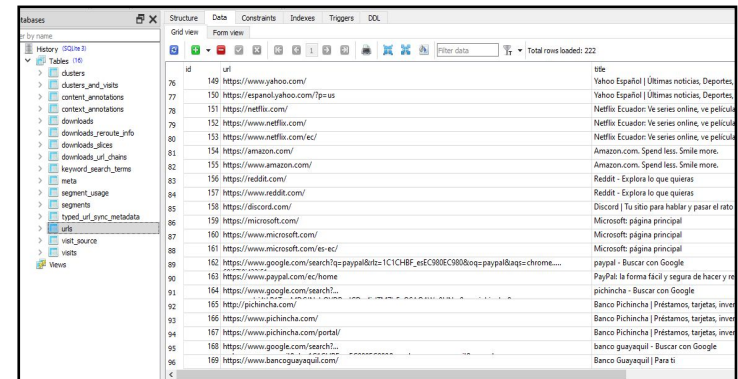 atabases
Structure Data Constraints Indexes Triggers DDL
er by name
Grid view Form view
History (SQLite 3)
Tables (16)
clusters
clusters_and_visits
content_annotations
context_annotations
downloads
downloads_reroute_info
downloads_slices
downloads_url_chains
keyword_search_terms
meta
segment_usage
segments
typed_url_sync_metadata
urls
visit_source
visits
Views
1 Filter data Total rows loaded: 222
id url title
76 149 https://www.yahoo.com/ Yahoo Español | Últimas noticias, Deportes,
77 150 https://espanol.yahoo.com/?p=us Yahoo Español | Últimas noticias, Deportes,
78 151 https://netflix.com/ Netflix Ecuador: Ve series online, ve película
79 152 https://www.netflix.com/ Netflix Ecuador: Ve series online, ve película
80 153 https://www.netflix.com/ec/ Netflix Ecuador: Ve series online, ve película
81 154 https://amazon.com/ Amazon.com. Spend less. Smile more.
82 155 https://www.amazon.com/ Amazon.com. Spend less. Smile more.
83 156 https://reddit.com/ Reddit - Explora lo que quieras
84 157 https://www.reddit.com/ Reddit - Explora lo que quieras
85 158 https://discord.com/ Discord | Tu sitio para hablar y pasar el rato
86 159 https://microsoft.com/ Microsoft: página principal
87 160 https://www.microsoft.com/ Microsoft: página principal
88 161 https://www.microsoft.com/es-ec/ Microsoft: página principal
89 162 https://www.google.com/search?q=paypal&rlz=1C1CHBF_esEC980EC980&oq=paypal&aqs=chrome..... paypal - Buscar con Google
90 163 https://www.paypal.com/ec/home PayPal: la forma fácil y segura de hacer y re
91 164 https://www.google.com/search?... pichincha - Buscar con Google
92 165 http://pichincha.com/ Banco Pichincha | Préstamos, tarjetas, inver
93 166 https://www.pichincha.com/ Banco Pichincha | Préstamos, tarjetas, inver
94 167 https://www.pichincha.com/portal/ Banco Pichincha | Préstamos, tarjetas, inver
95 168 https://www.google.com/search?... banco guayaquil - Buscar con Google
96 169 https://www.bancoguayaquil.com/ Banco Guayaquil | Para ti